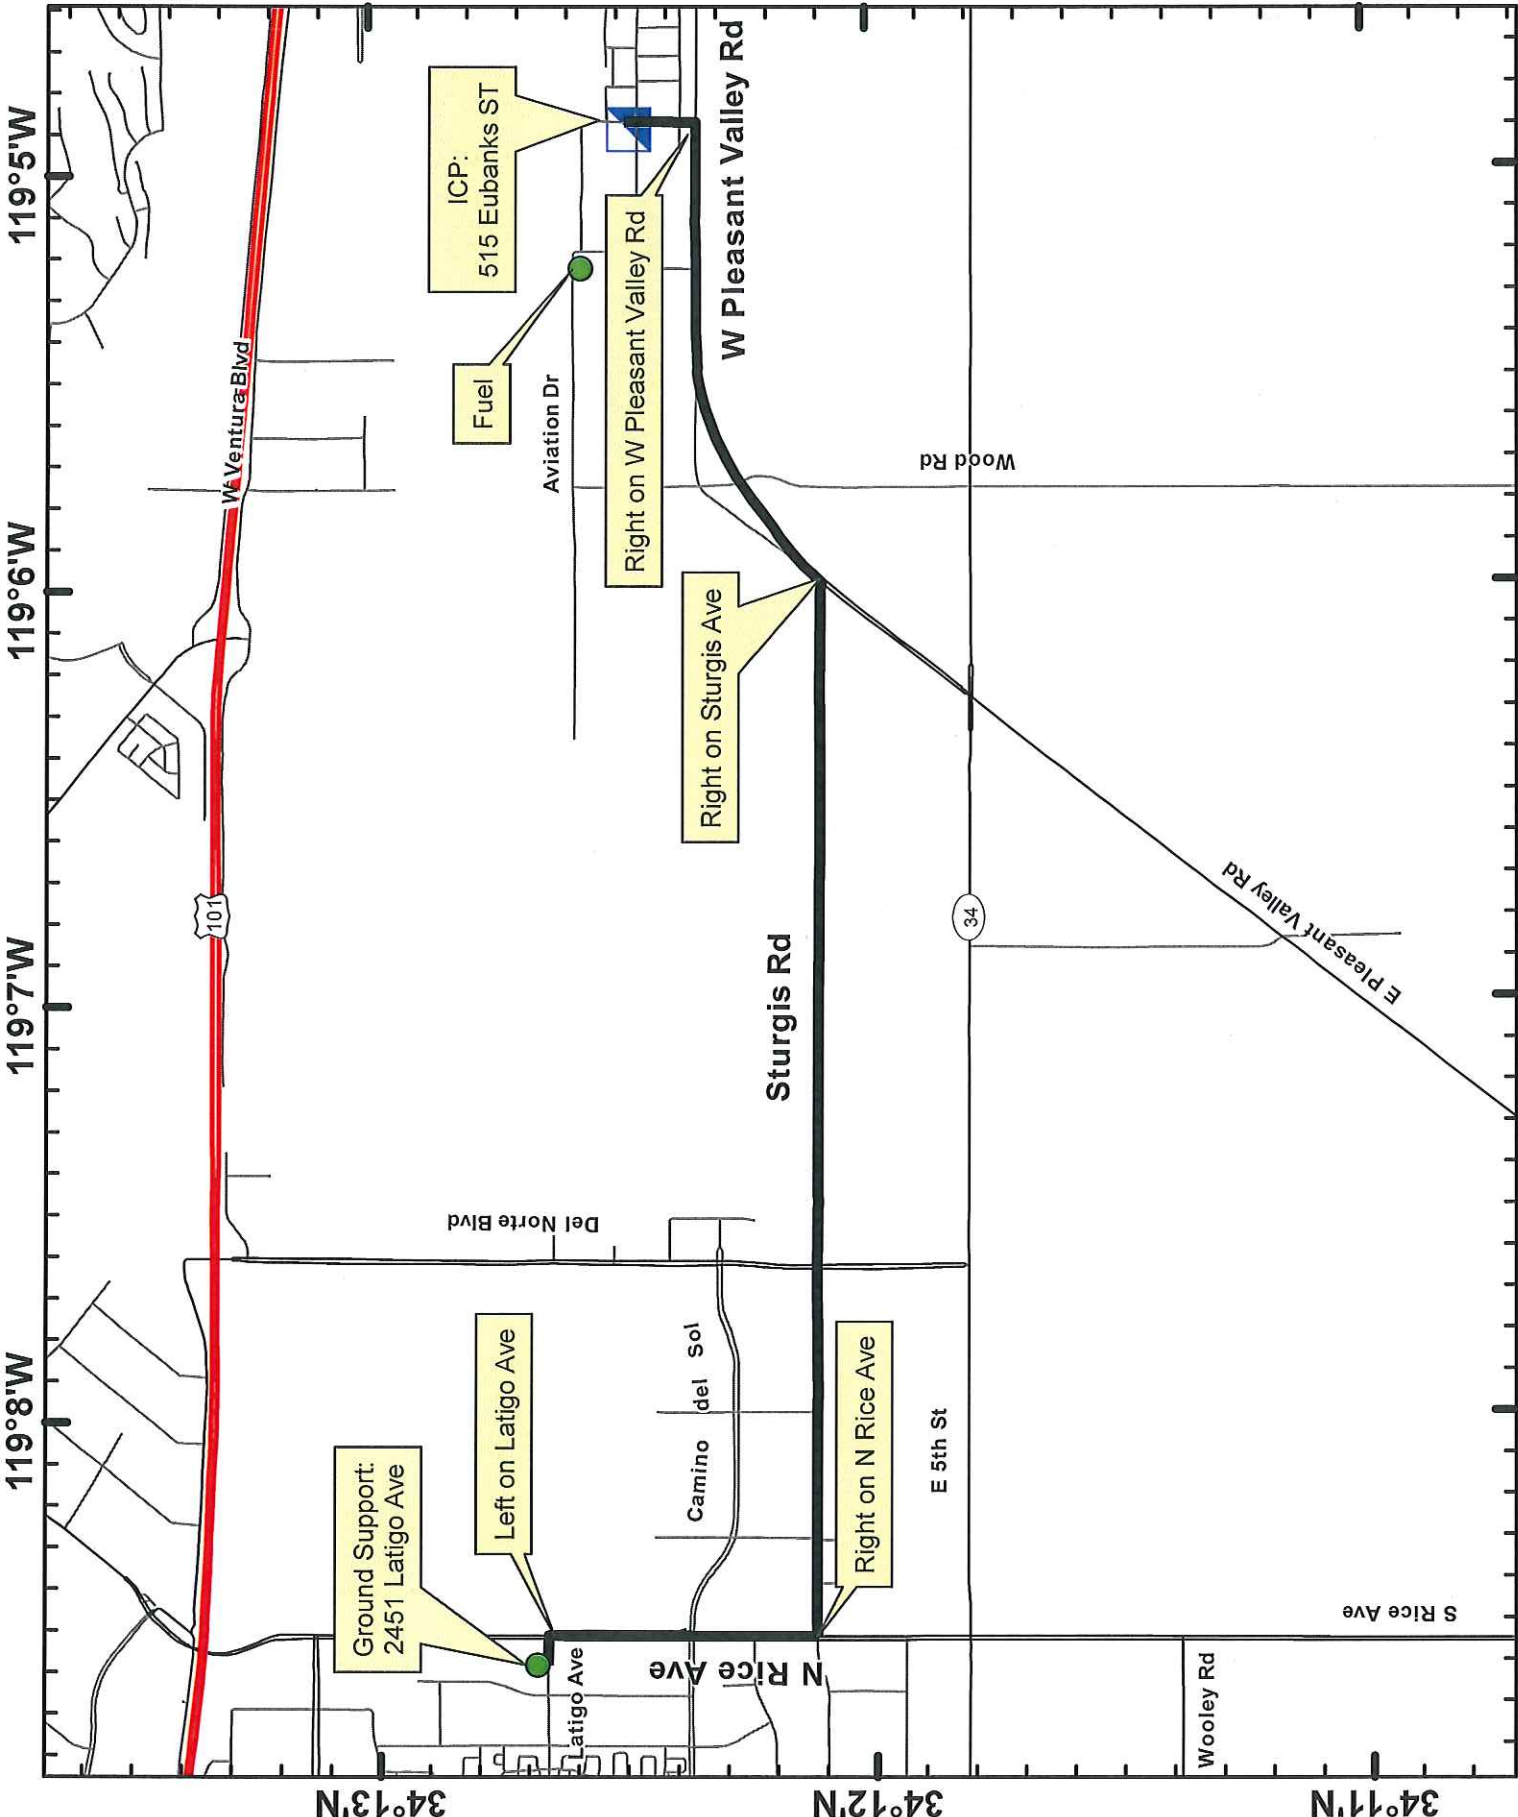 119°8'W
119°7'W
119°6'W
119°5'W
W Ventura Blvd
101
Ground Support:
2451 Latigo Ave
ICP:
515 Eubanks ST
Left on Latigo Ave
Fuel
Del Norte Blvd
Aviation Dr
Latigo Ave
Right on W Pleasant Valley Rd
N Rice Ave
Camino del Sol
Right on Sturgis Ave
W Pleasant Valley Rd
Sturgis Rd
Right on N Rice Ave
E 5th St
34
Wood Rd
Wooley Rd
E Pleasant Valley Rd
S Rice Ave
34°13'N
34°12'N
34°11'N